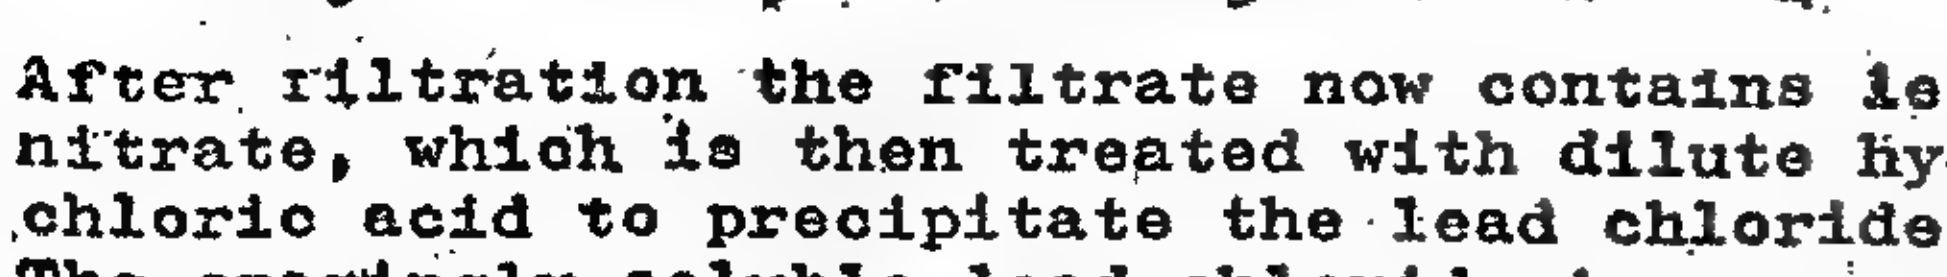 After filtration the filtrate now contains le
nitrate, which is then treated with dilute hy
chloric acid to precipitate the lead chloride